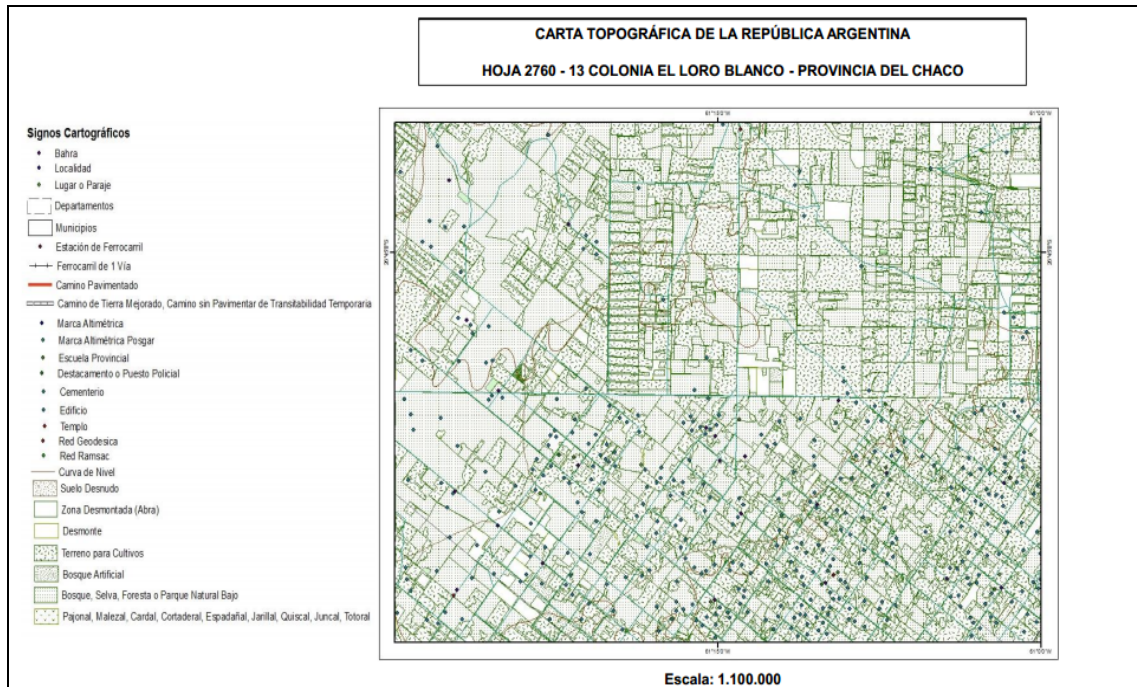 CARTA TOPOGRÁFICA DE LA REPÚBLICA ARGENTINA
HOJA 2760 - 13 COLONIA EL LORO BLANCO - PROVINCIA DEL CHACO
Signos Cartográficos
Bahra
Localidad
Lugar o Paraje
Departamentos
Municipios
Estación de Ferrocarril
Ferrocarril de 1 Vía
Camino Pavimentado
Camino de Tierra Mejorado, Camino sin Pavimentar de Transitabilidad Temporaria
Marca Altimétrica
Marca Altimétrica Posgar
Escuela Provincial
Destacamento o Puesto Policial
Cementerio
Edificio
Templo
Red Geodesica
Red Ramsac
Curva de Nivel
Suelo Desnudo
Zona Desmontada (Abra)
Desmonte
Terreno para Cultivos
Bosque Artificial
Bosque, Selva, Foresta o Parque Natural Bajo
Pajonal, Malezal, Cardal, Cortaderal, Espadañal, Jarillal, Quiscal, Juncal, Totoral
Escala: 1.100.000